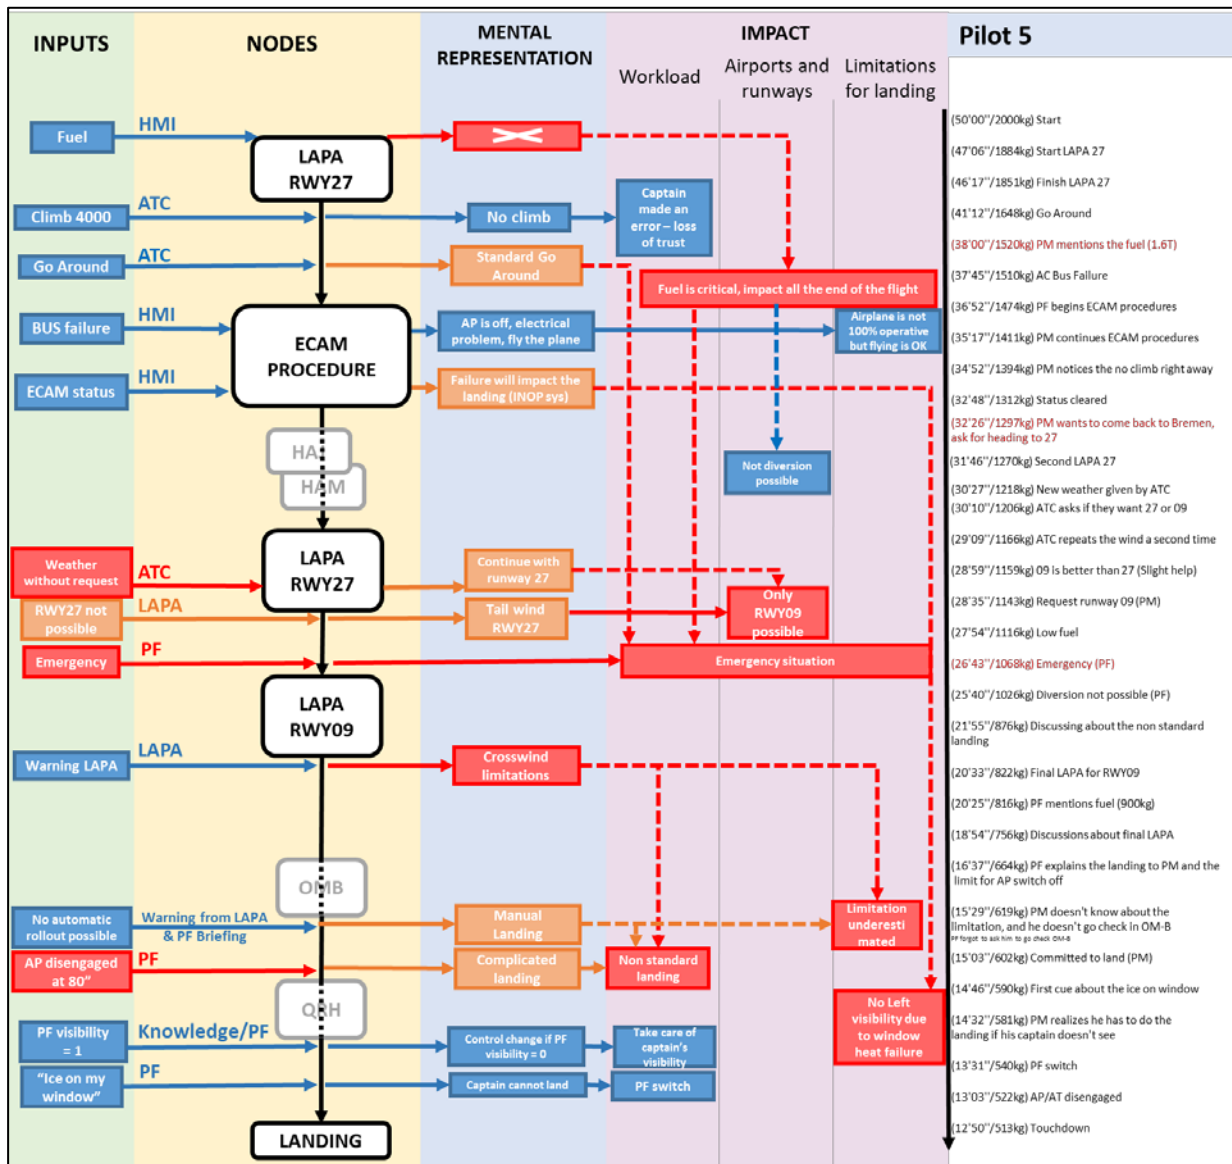 INPUTS
NODES
MENTAL
REPRESENTATION
IMPACT
Workload
Airports and
runways
Limitations
for landing
Pilot 5
Fuel
HMI
LAPA
RWY27
Climb 4000
ATC
No climb
Captain
made an
error – loss
of trust
Go Around
ATC
Standard Go
Around
Fuel is critical, impact all the end of the flight
BUS failure
HMI
ECAM
PROCEDURE
AP is off, electrical
problem, fly the plane
Airplane is not
100% operative
but flying is OK
ECAM status
HMI
Failure will impact the
landing (INOP sys)
HAJ
HAM
Not diversion
possible
Weather
without request
ATC
LAPA
RWY27
Continue with
runway 27
RWY27 not
possible
LAPA
Tail wind
RWY27
Only
RWY09
possible
Emergency
PF
Emergency situation
LAPA
RWY09
Warning LAPA
LAPA
Crosswind
limitations
OMB
No automatic
rollout possible
Warning from LAPA
& PF Briefing
Manual
Landing
Limitation
underesti
mated
AP disengaged
at 80"
PF
Complicated
landing
Non standard
landing
QRH
No Left
visibility due
to window
heat failure
PF visibility
= 1
Knowledge/PF
Control change if PF
visibility = 0
Take care of
captain's
visibility
"Ice on my
window"
PF
Captain cannot land
PF switch
LANDING
(50'00''/2000kg) Start
(47'06''/1884kg) Start LAPA 27
(46'17''/1851kg) Finish LAPA 27
(41'12''/1648kg) Go Around
(38'00''/1520kg) PM mentions the fuel (1.6T)
(37'45''/1510kg) AC Bus Failure
(36'52''/1474kg) PF begins ECAM procedures
(35'17''/1411kg) PM continues ECAM procedures
(34'52''/1394kg) PM notices the no climb right away
(32'48''/1312kg) Status cleared
(32'26''/1297kg) PM wants to come back to Bremen,
ask for heading to 27
(31'46''/1270kg) Second LAPA 27
(30'27''/1218kg) New weather given by ATC
(30'10''/1206kg) ATC asks if they want 27 or 09
(29'09''/1166kg) ATC repeats the wind a second time
(28'59''/1159kg) 09 is better than 27 (Slight help)
(28'35''/1143kg) Request runway 09 (PM)
(27'54''/1116kg) Low fuel
(26'43''/1068kg) Emergency (PF)
(25'40''/1026kg) Diversion not possible (PF)
(21'55''/876kg) Discussing about the non standard
landing
(20'33''/822kg) Final LAPA for RWY09
(20'25''/816kg) PF mentions fuel (900kg)
(18'54''/756kg) Discussions about final LAPA
(16'37''/664kg) PF explains the landing to PM and the
limit for AP switch off
(15'29''/619kg) PM doesn't know about the
limitation, and he doesn't go check in OM-B
PF forgot to ask him to go check OM-B
(15'03''/602kg) Committed to land (PM)
(14'46''/590kg) First cue about the ice on window
(14'32''/581kg) PM realizes he has to do the
landing if his captain doesn't see
(13'31''/540kg) PF switch
(13'03''/522kg) AP/AT disengaged
(12'50''/513kg) Touchdown